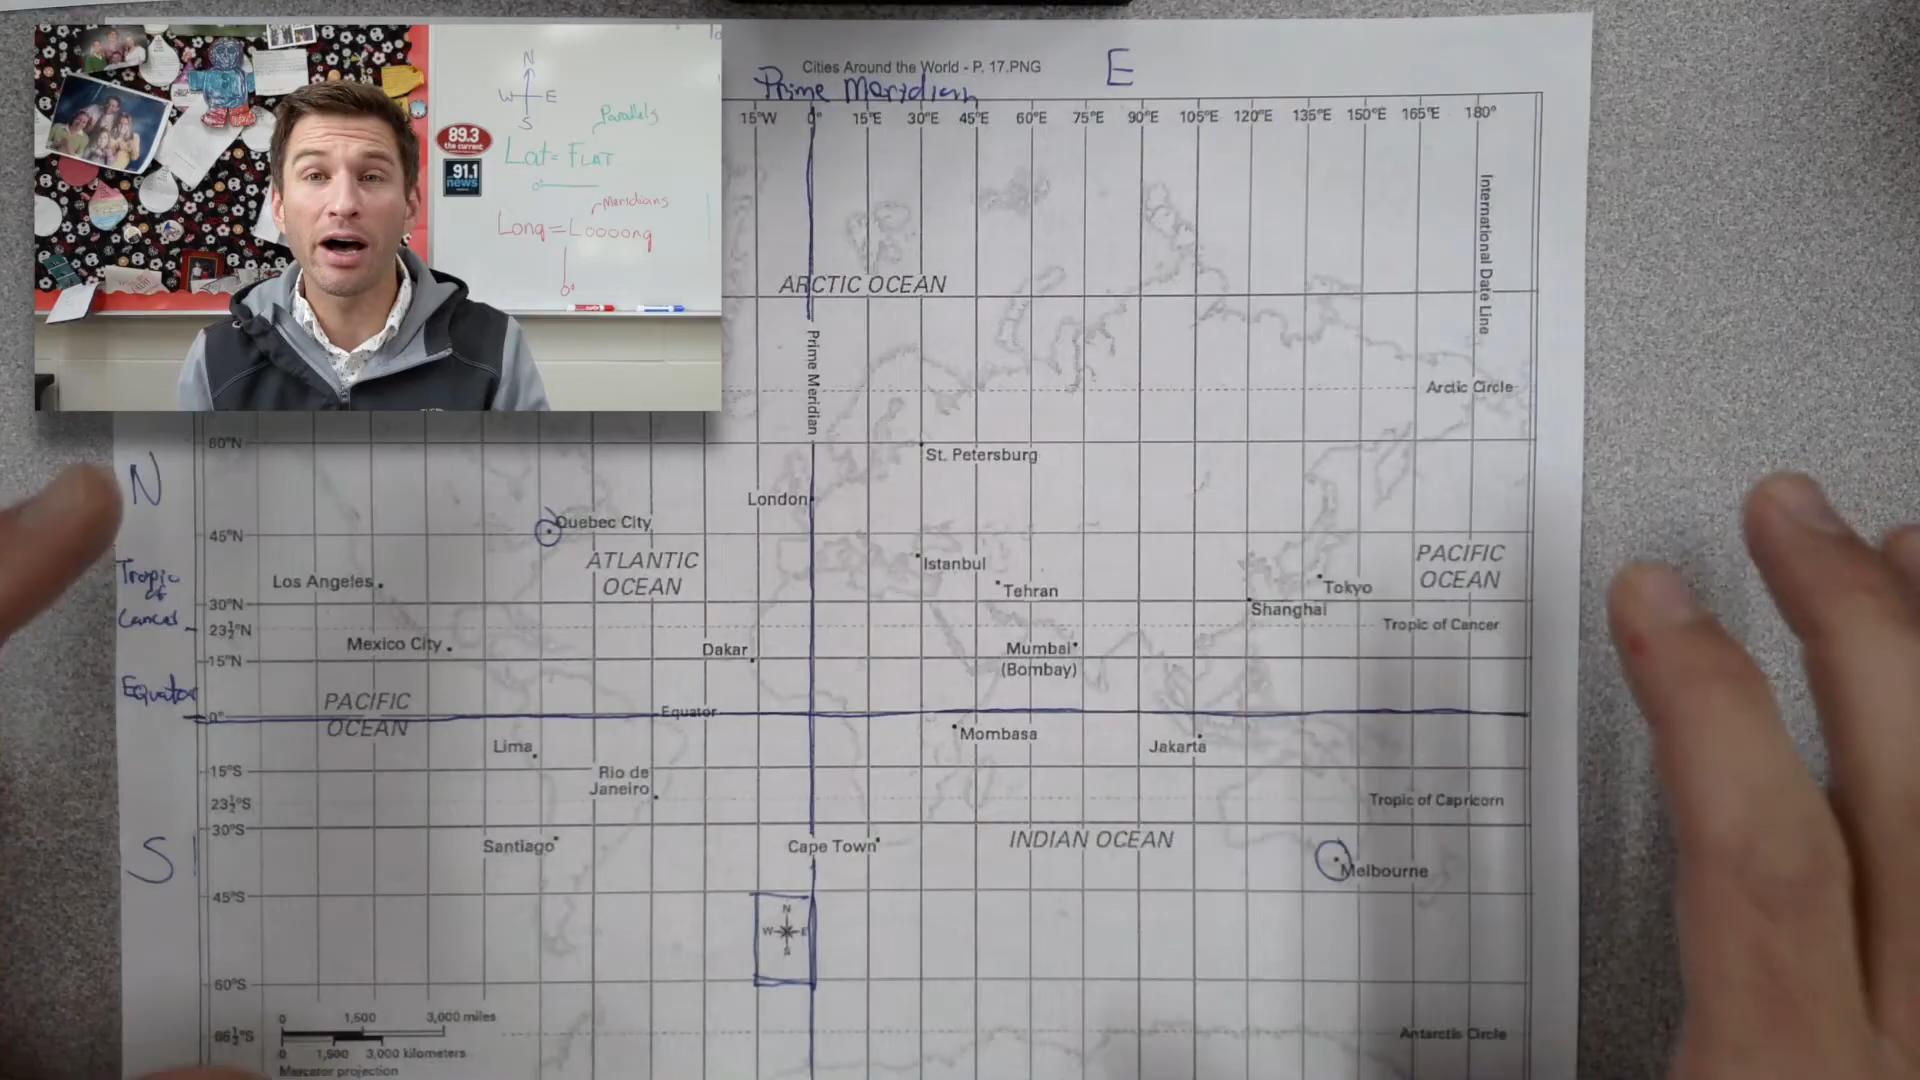 N
W E
S
Parallels
89.3
the current
Lat = FLAT
0°
91.1
news
Meridians
Long = Loooong
0°
Cities Around the World - P. 17.PNG
E
Prime Meridian
15°W 0° 15°E 30°E 45°E 60°E 75°E 90°E 105°E 120°E 135°E 150°E 165°E 180°
International Date Line
ARCTIC OCEAN
Prime Meridian
Arctic Circle
60°N
St. Petersburg
N
London
Quebec City
45°N
ATLANTIC
OCEAN
PACIFIC
OCEAN
Istanbul
Tropic
of
Cancer
Los Angeles
Tehran
Tokyo
30°N
Shanghai
23½°N
Tropic of Cancer
Mexico City
Dakar
Mumbai
(Bombay)
15°N
Equator
PACIFIC
OCEAN
0°
Equator
Mombasa
Lima
Jakarta
15°S
Rio de
Janeiro
23½°S
Tropic of Capricorn
30°S
S
Santiago
Cape Town
INDIAN OCEAN
Melbourne
45°S
N
W E
S
60°S
0 1,500 3,000 miles
66½°S
Antarctic Circle
0 1,500 3,000 kilometers
Mercator projection